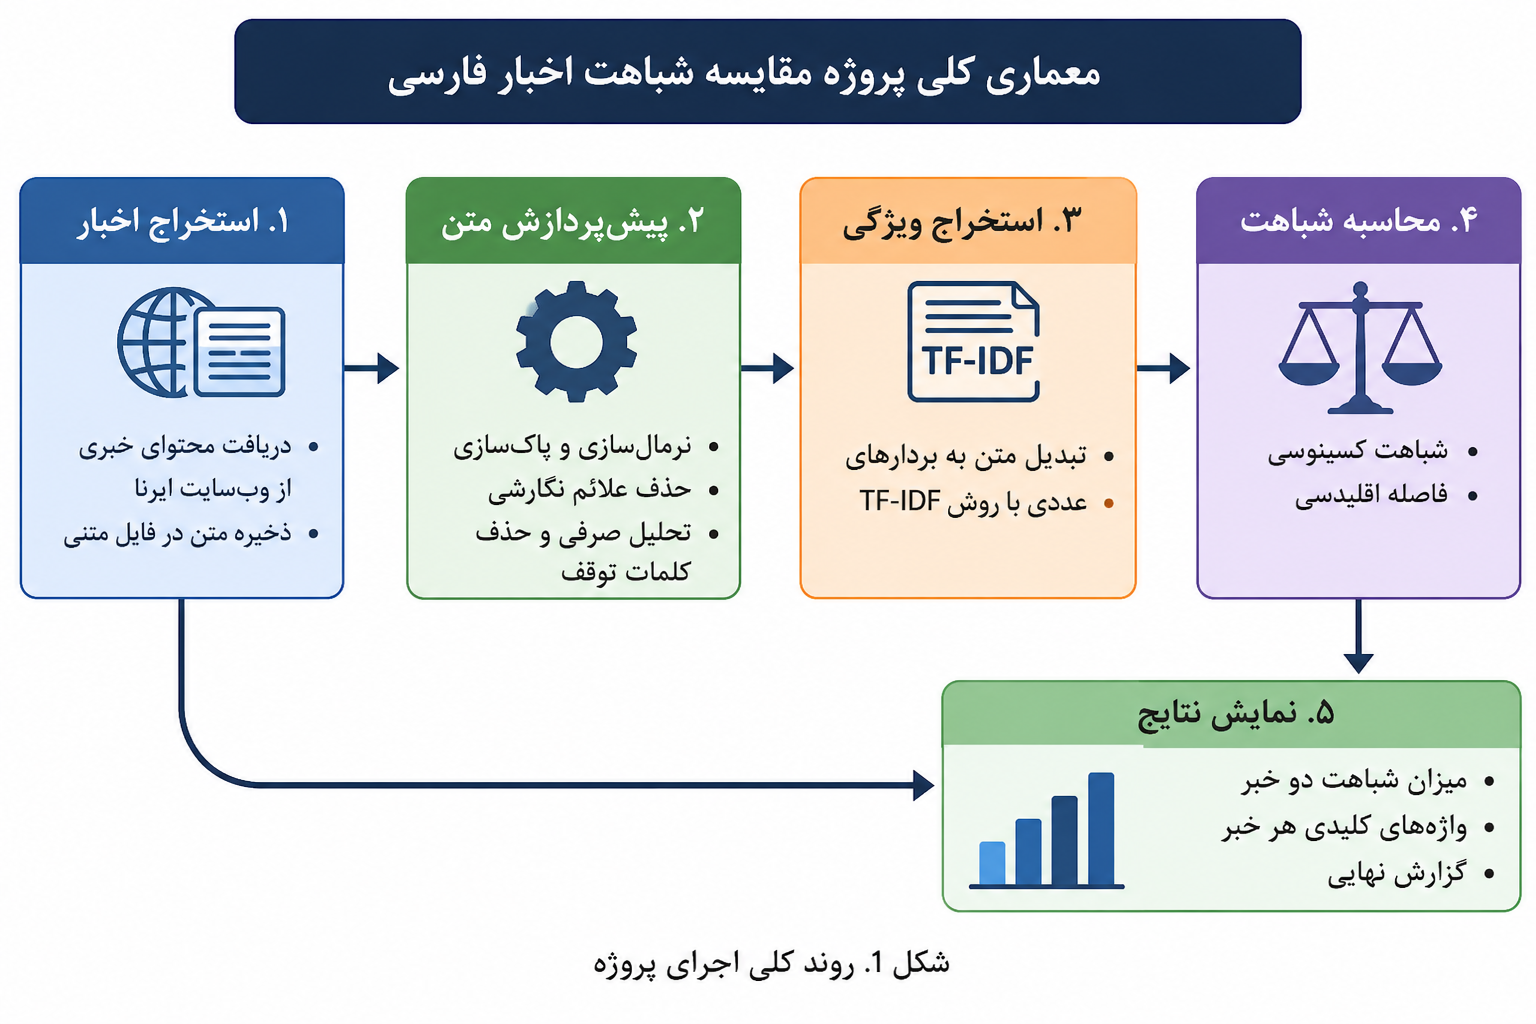 معماری کلی پروژه مقایسه شباهت اخبار فارسی
۱. استخراج اخبار
• دریافت محتوای خبری
از وب‌سایت ایرنا
• ذخیره متن در فایل متنی
۲. پیش‌پردازش متن
• نرمال‌سازی و پاک‌سازی
• حذف علائم نگارشی
• تحلیل صرفی و حذف
کلمات توقف
۳. استخراج ویژگی
TF-IDF
• تبدیل متن به بردارهای
• عددی با روش TF-IDF
۴. محاسبه شباهت
• شباهت کسینوسی
• فاصله اقلیدسی
۵. نمایش نتایج
• میزان شباهت دو خبر
• واژه‌های کلیدی هر خبر
• گزارش نهایی
شکل 1. روند کلی اجرای پروژه